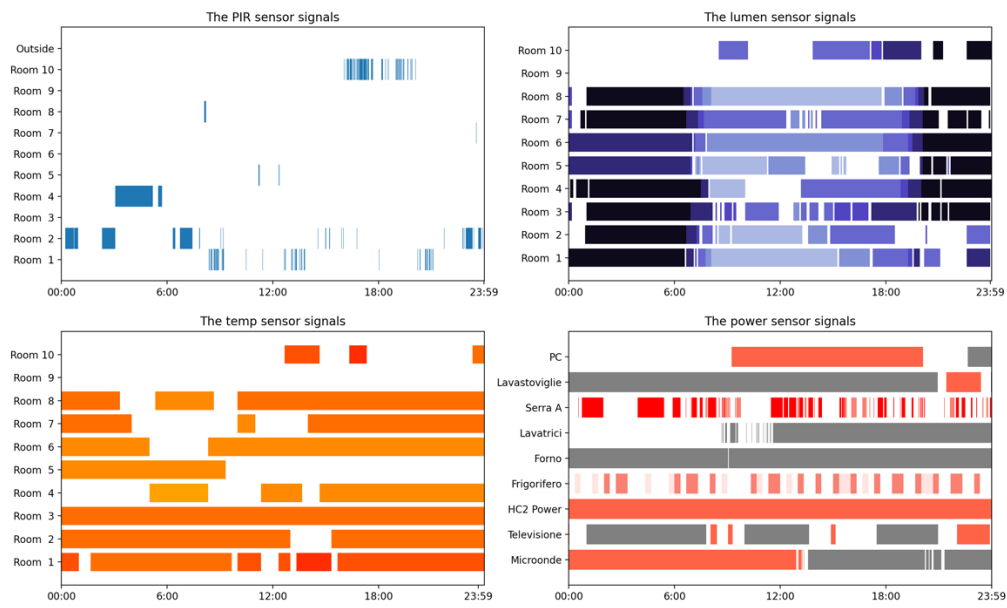 The PIR sensor signals
Outside
Room 10
Room 9
Room 8
Room 7
Room 6
Room 5
Room 4
Room 3
Room 2
Room 1
00:00 6:00 12:00 18:00 23:59
The lumen sensor signals
Room 10
Room 9
Room 8
Room 7
Room 6
Room 5
Room 4
Room 3
Room 2
Room 1
00:00 6:00 12:00 18:00 23:59
The temp sensor signals
Room 10
Room 9
Room 8
Room 7
Room 6
Room 5
Room 4
Room 3
Room 2
Room 1
00:00 6:00 12:00 18:00 23:59
The power sensor signals
PC
Lavastoviglie
Serra A
Lavatrici
Forno
Frigorifero
HC2 Power
Televisione
Microonde
00:00 6:00 12:00 18:00 23:59